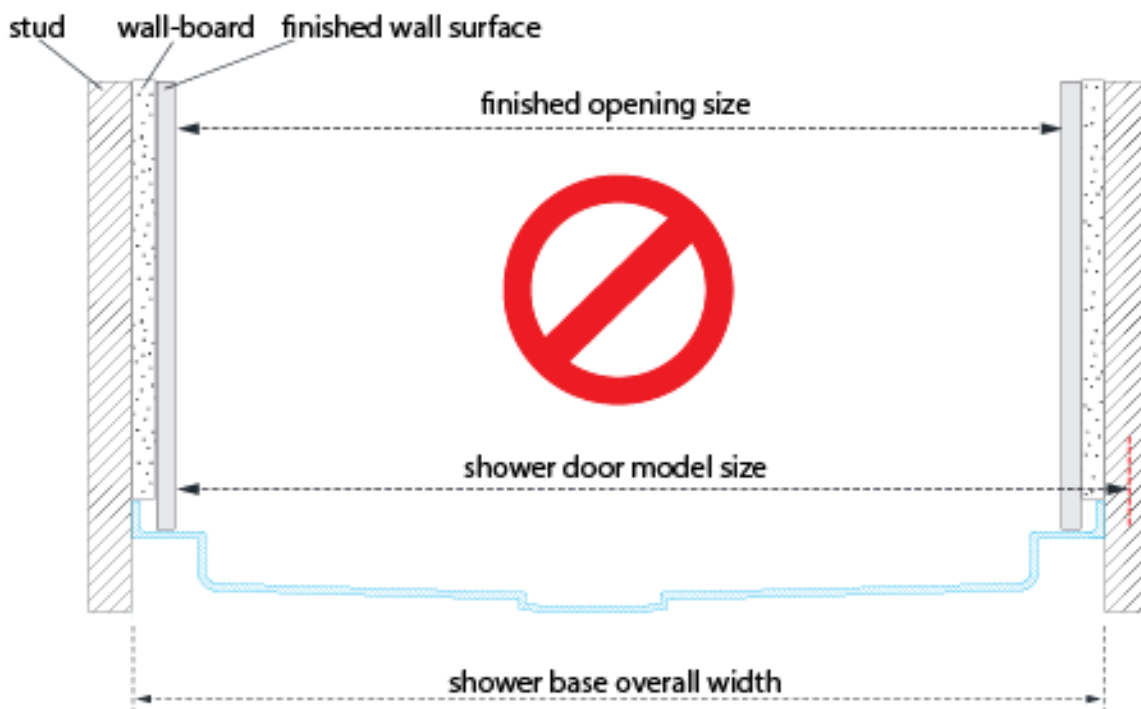 stud wall-board finished wall surface
finished opening size
shower door model size
shower base overall width